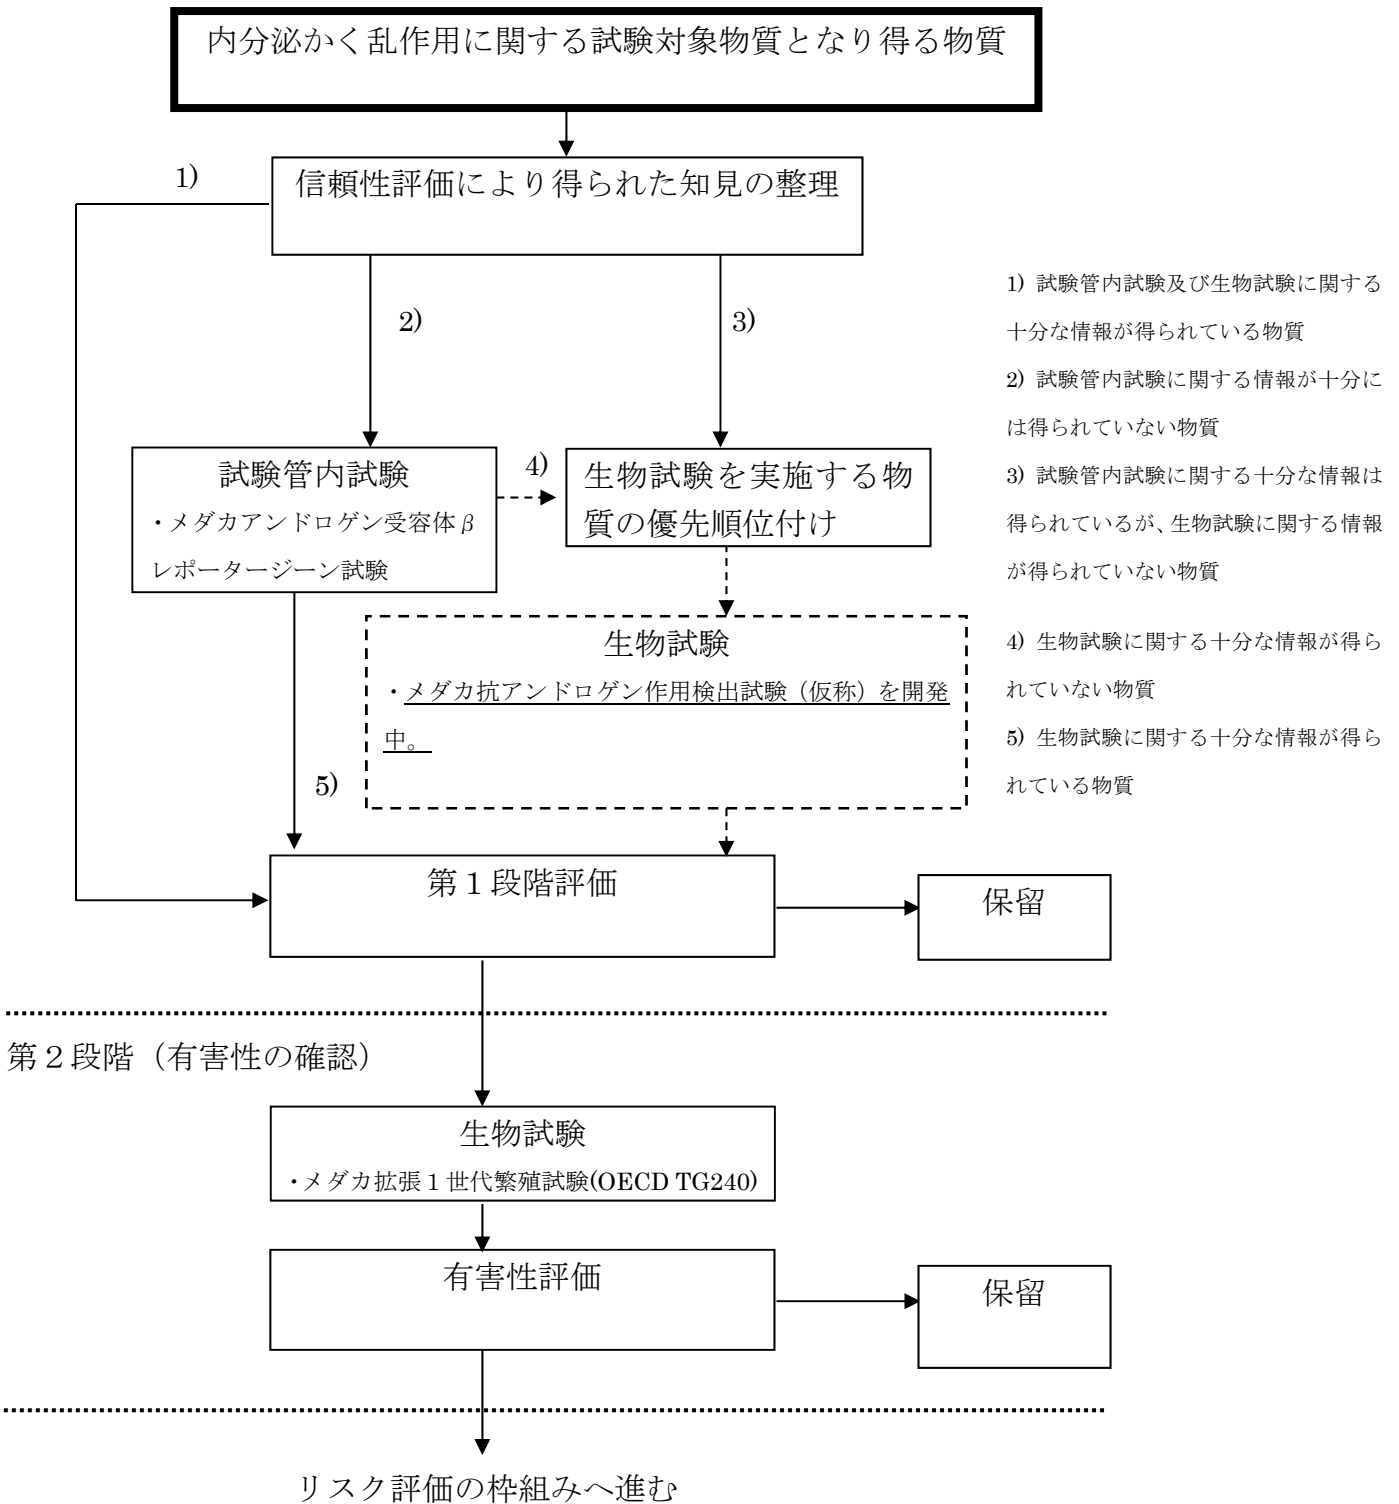 内分泌かく乱作用に関する試験対象物質となり得る物質
1)
信頼性評価により得られた知見の整理
2)
3)
1) 試験管内試験及び生物試験に関する
十分な情報が得られている物質
2) 試験管内試験に関する情報が十分に
は得られていない物質
3) 試験管内試験に関する十分な情報は
得られているが、生物試験に関する情報
が得られていない物質
4) 生物試験に関する十分な情報が得ら
れていない物質
5) 生物試験に関する十分な情報が得ら
れている物質
試験管内試験
・メダカアンドロゲン受容体β
レポータージーン試験
4)
生物試験を実施する物
質の優先順位付け
生物試験
・メダカ抗アンドロゲン作用検出試験（仮称）を開発
中。
5)
第１段階評価
保留
第２段階（有害性の確認）
生物試験
・メダカ拡張１世代繁殖試験(OECD TG240)
有害性評価
保留
リスク評価の枠組みへ進む